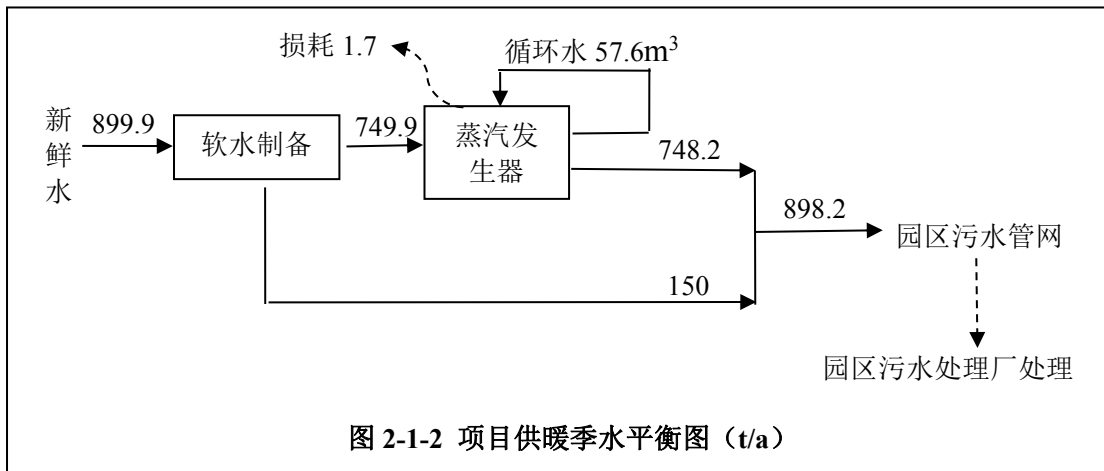 损耗 1.7
循环水 57.6m³
新鲜水
899.9
软水制备
749.9
蒸汽发
生器
748.2
898.2
园区污水管网
150
园区污水处理厂处理
图 2-1-2 项目供暖季水平衡图（t/a）